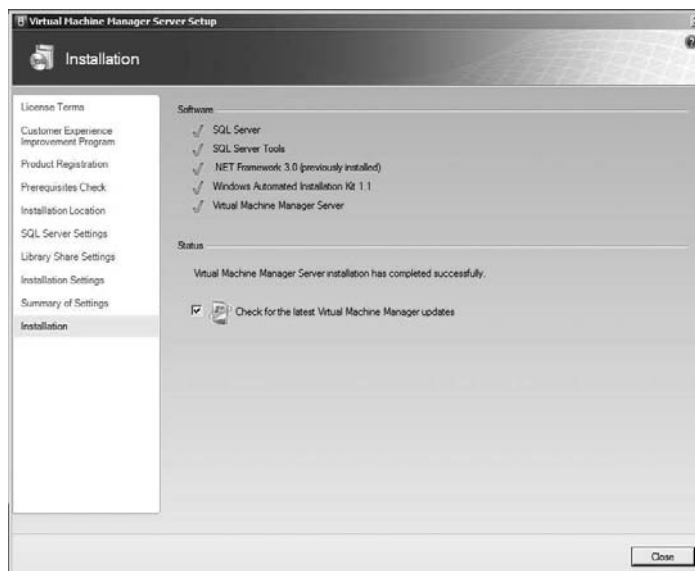 Virtual Machine Manager Server Setup
Installation
License Terms
Customer Experience
Improvement Program
Product Registration
Prerequisites Check
Installation Location
SQL Server Settings
Library Share Settings
Installation Settings
Summary of Settings
Installation
Software
SQL Server
SQL Server Tools
.NET Framework 3.0 (previously installed)
Windows Automated Installation Kit 1.1
Virtual Machine Manager Server
Status
Virtual Machine Manager Server installation has completed successfully.
Check for the latest Virtual Machine Manager updates
Close